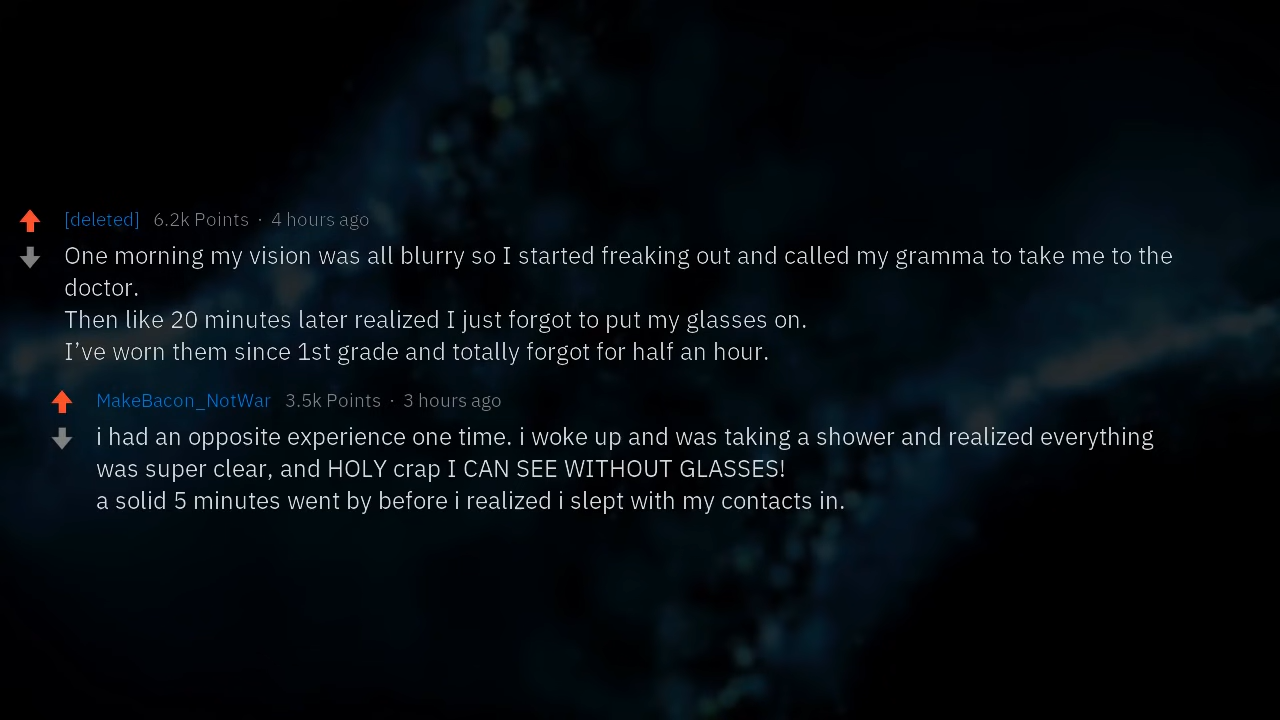 [deleted] 6.2k Points · 4 hours ago
One morning my vision was all blurry so I started freaking out and called my gramma to take me to the
doctor.
Then like 20 minutes later realized I just forgot to put my glasses on.
I’ve worn them since 1st grade and totally forgot for half an hour.
MakeBacon_NotWar 3.5k Points · 3 hours ago
i had an opposite experience one time. i woke up and was taking a shower and realized everything
was super clear, and HOLY crap I CAN SEE WITHOUT GLASSES!
a solid 5 minutes went by before i realized i slept with my contacts in.